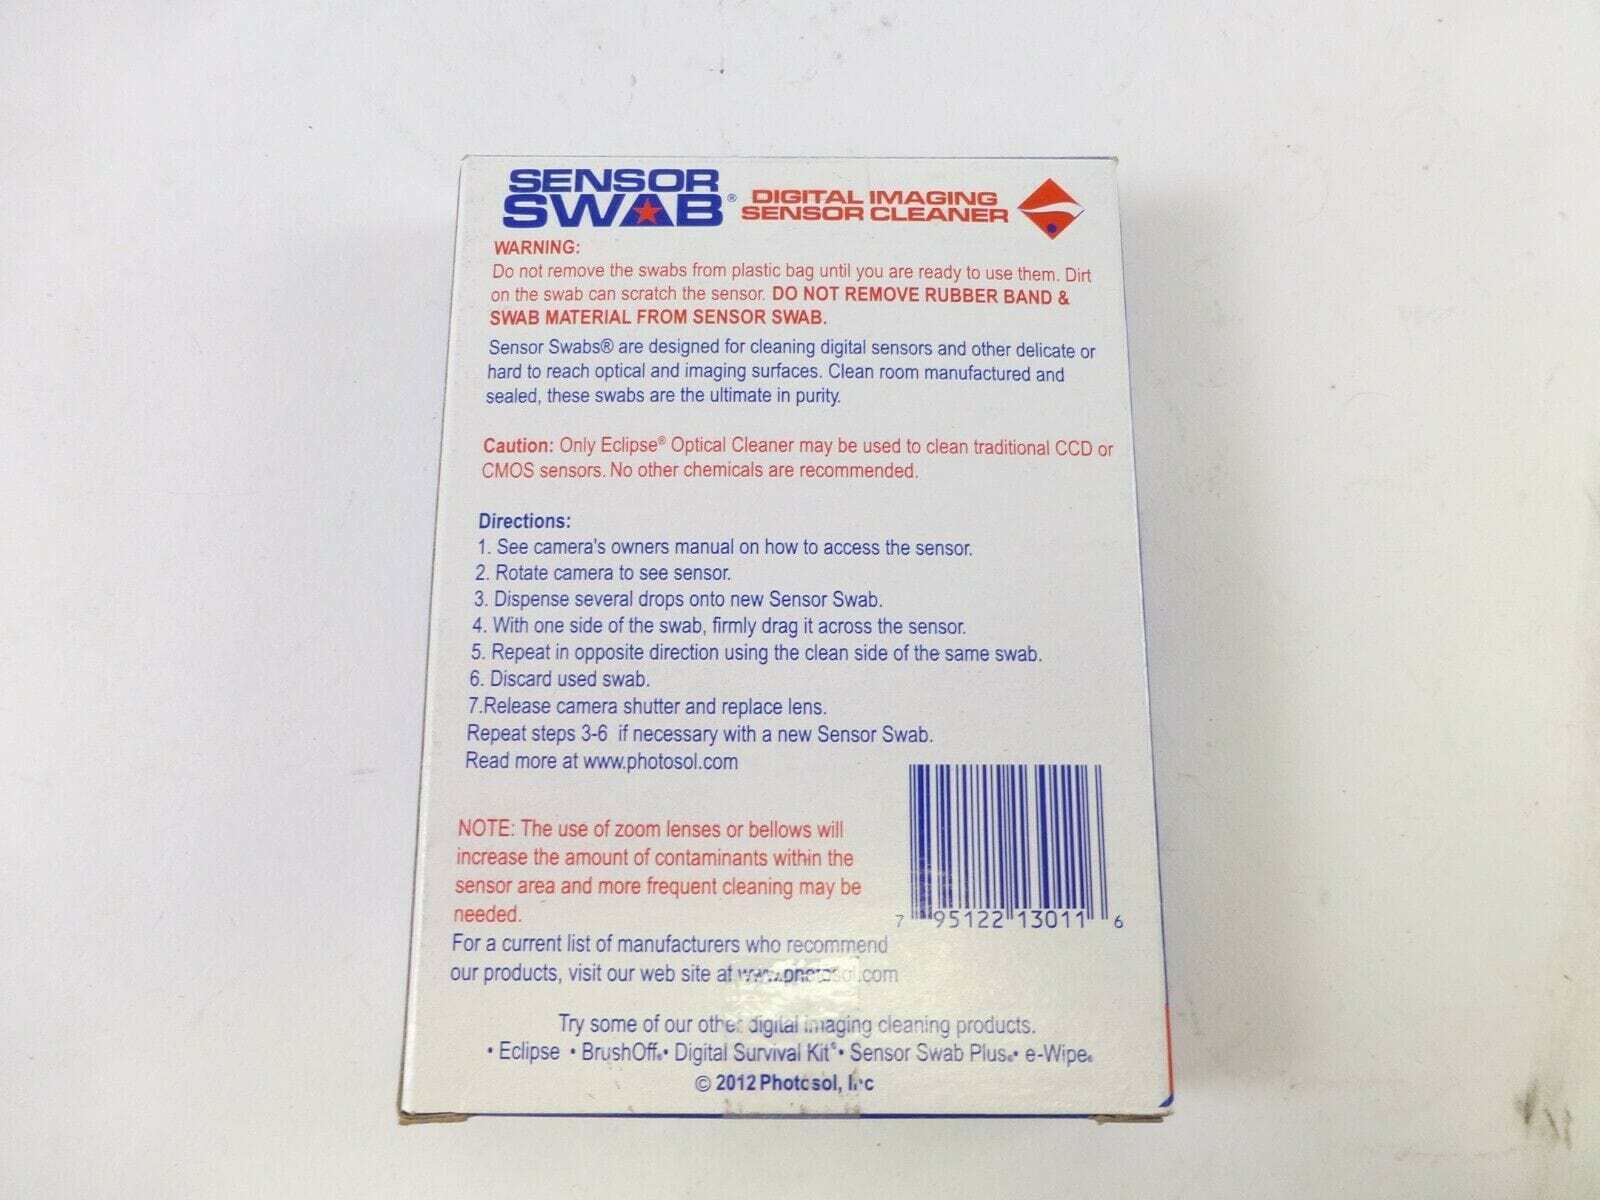 SENSOR
SWAB®
DIGITAL IMAGING
SENSOR CLEANER
WARNING:
Do not remove the swabs from plastic bag until you are ready to use them. Dirt
on the swab can scratch the sensor. DO NOT REMOVE RUBBER BAND &
SWAB MATERIAL FROM SENSOR SWAB.
Sensor Swabs® are designed for cleaning digital sensors and other delicate or
hard to reach optical and imaging surfaces. Clean room manufactured and
sealed, these swabs are the ultimate in purity.
Caution: Only Eclipse® Optical Cleaner may be used to clean traditional CCD or
CMOS sensors. No other chemicals are recommended.
Directions:
1. See camera's owners manual on how to access the sensor.
2. Rotate camera to see sensor.
3. Dispense several drops onto new Sensor Swab.
4. With one side of the swab, firmly drag it across the sensor.
5. Repeat in opposite direction using the clean side of the same swab.
6. Discard used swab.
7.Release camera shutter and replace lens.
Repeat steps 3-6 if necessary with a new Sensor Swab.
Read more at www.photosol.com
NOTE: The use of zoom lenses or bellows will
increase the amount of contaminants within the
sensor area and more frequent cleaning may be
needed.
7 95122 13011 6
For a current list of manufacturers who recommend
our products, visit our web site at www.photosol.com
Try some of our other digital imaging cleaning products.
• Eclipse • BrushOff® • Digital Survival Kit® • Sensor Swab Plus® • e-Wipe®
© 2012 Photosol, Inc